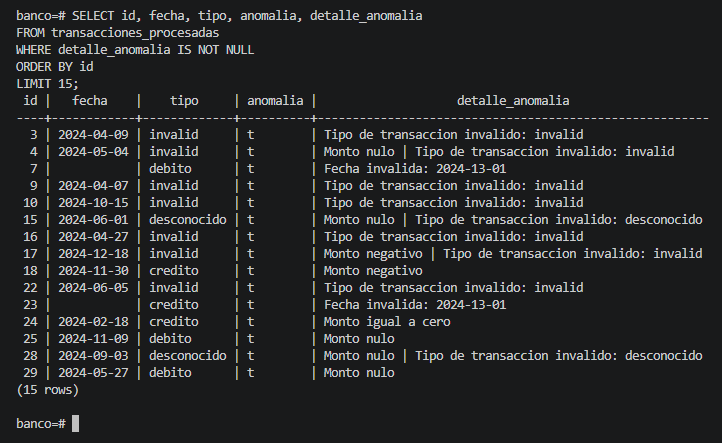 banco=# SELECT id, fecha, tipo, anomalia, detalle_anomalia
FROM transacciones_procesadas
WHERE detalle_anomalia IS NOT NULL
ORDER BY id
LIMIT 15;
 id |   fecha    |    tipo     | anomalia |                   detalle_anomalia
----+------------+-------------+----------+------------------------------------------------------
  3 | 2024-04-09 | invalid     | t        | Tipo de transaccion invalido: invalid
  4 | 2024-05-04 | invalid     | t        | Monto nulo | Tipo de transaccion invalido: invalid
  7 |            | debito      | t        | Fecha invalida: 2024-13-01
  9 | 2024-04-07 | invalid     | t        | Tipo de transaccion invalido: invalid
 10 | 2024-10-15 | invalid     | t        | Tipo de transaccion invalido: invalid
 15 | 2024-06-01 | desconocido | t        | Monto nulo | Tipo de transaccion invalido: desconocido
 16 | 2024-04-27 | invalid     | t        | Tipo de transaccion invalido: invalid
 17 | 2024-12-18 | invalid     | t        | Monto negativo | Tipo de transaccion invalido: invalid
 18 | 2024-11-30 | credito     | t        | Monto negativo
 22 | 2024-06-05 | invalid     | t        | Tipo de transaccion invalido: invalid
 23 |            | credito     | t        | Fecha invalida: 2024-13-01
 24 | 2024-02-18 | credito     | t        | Monto igual a cero
 25 | 2024-11-09 | debito      | t        | Monto nulo
 28 | 2024-09-03 | desconocido | t        | Monto nulo | Tipo de transaccion invalido: desconocido
 29 | 2024-05-27 | debito      | t        | Monto nulo
(15 rows)
banco=#